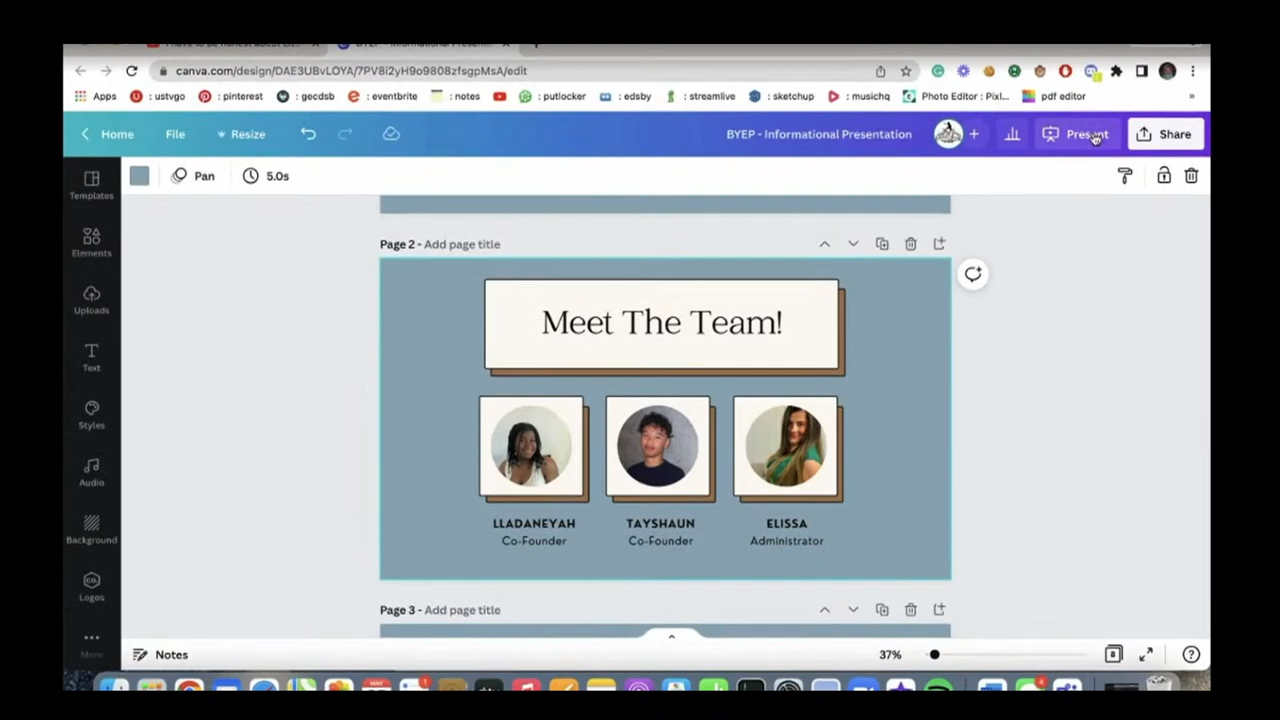 canva.com/design/DAE3UBvLOYA/7PV8i2yH9o9808zfsgpMsA/edit
Apps : ustvgo : pinterest : gecdsb : eventbrite : notes : putlocker : edsby : streamlive : sketchup : musichq Photo Editor : Pixl... pdf editor »
Home File Resize BYEP - Informational Presentation + Present Share
Pan 5.0s
Templates
Elements
Uploads
Text
Styles
Audio
Background
Logos
More
Page 2 - Add page title
Meet The Team!
LLADANEYAH TAYSHAUN ELISSA
Co-Founder Co-Founder Administrator
Page 3 - Add page title
Notes 37% 8